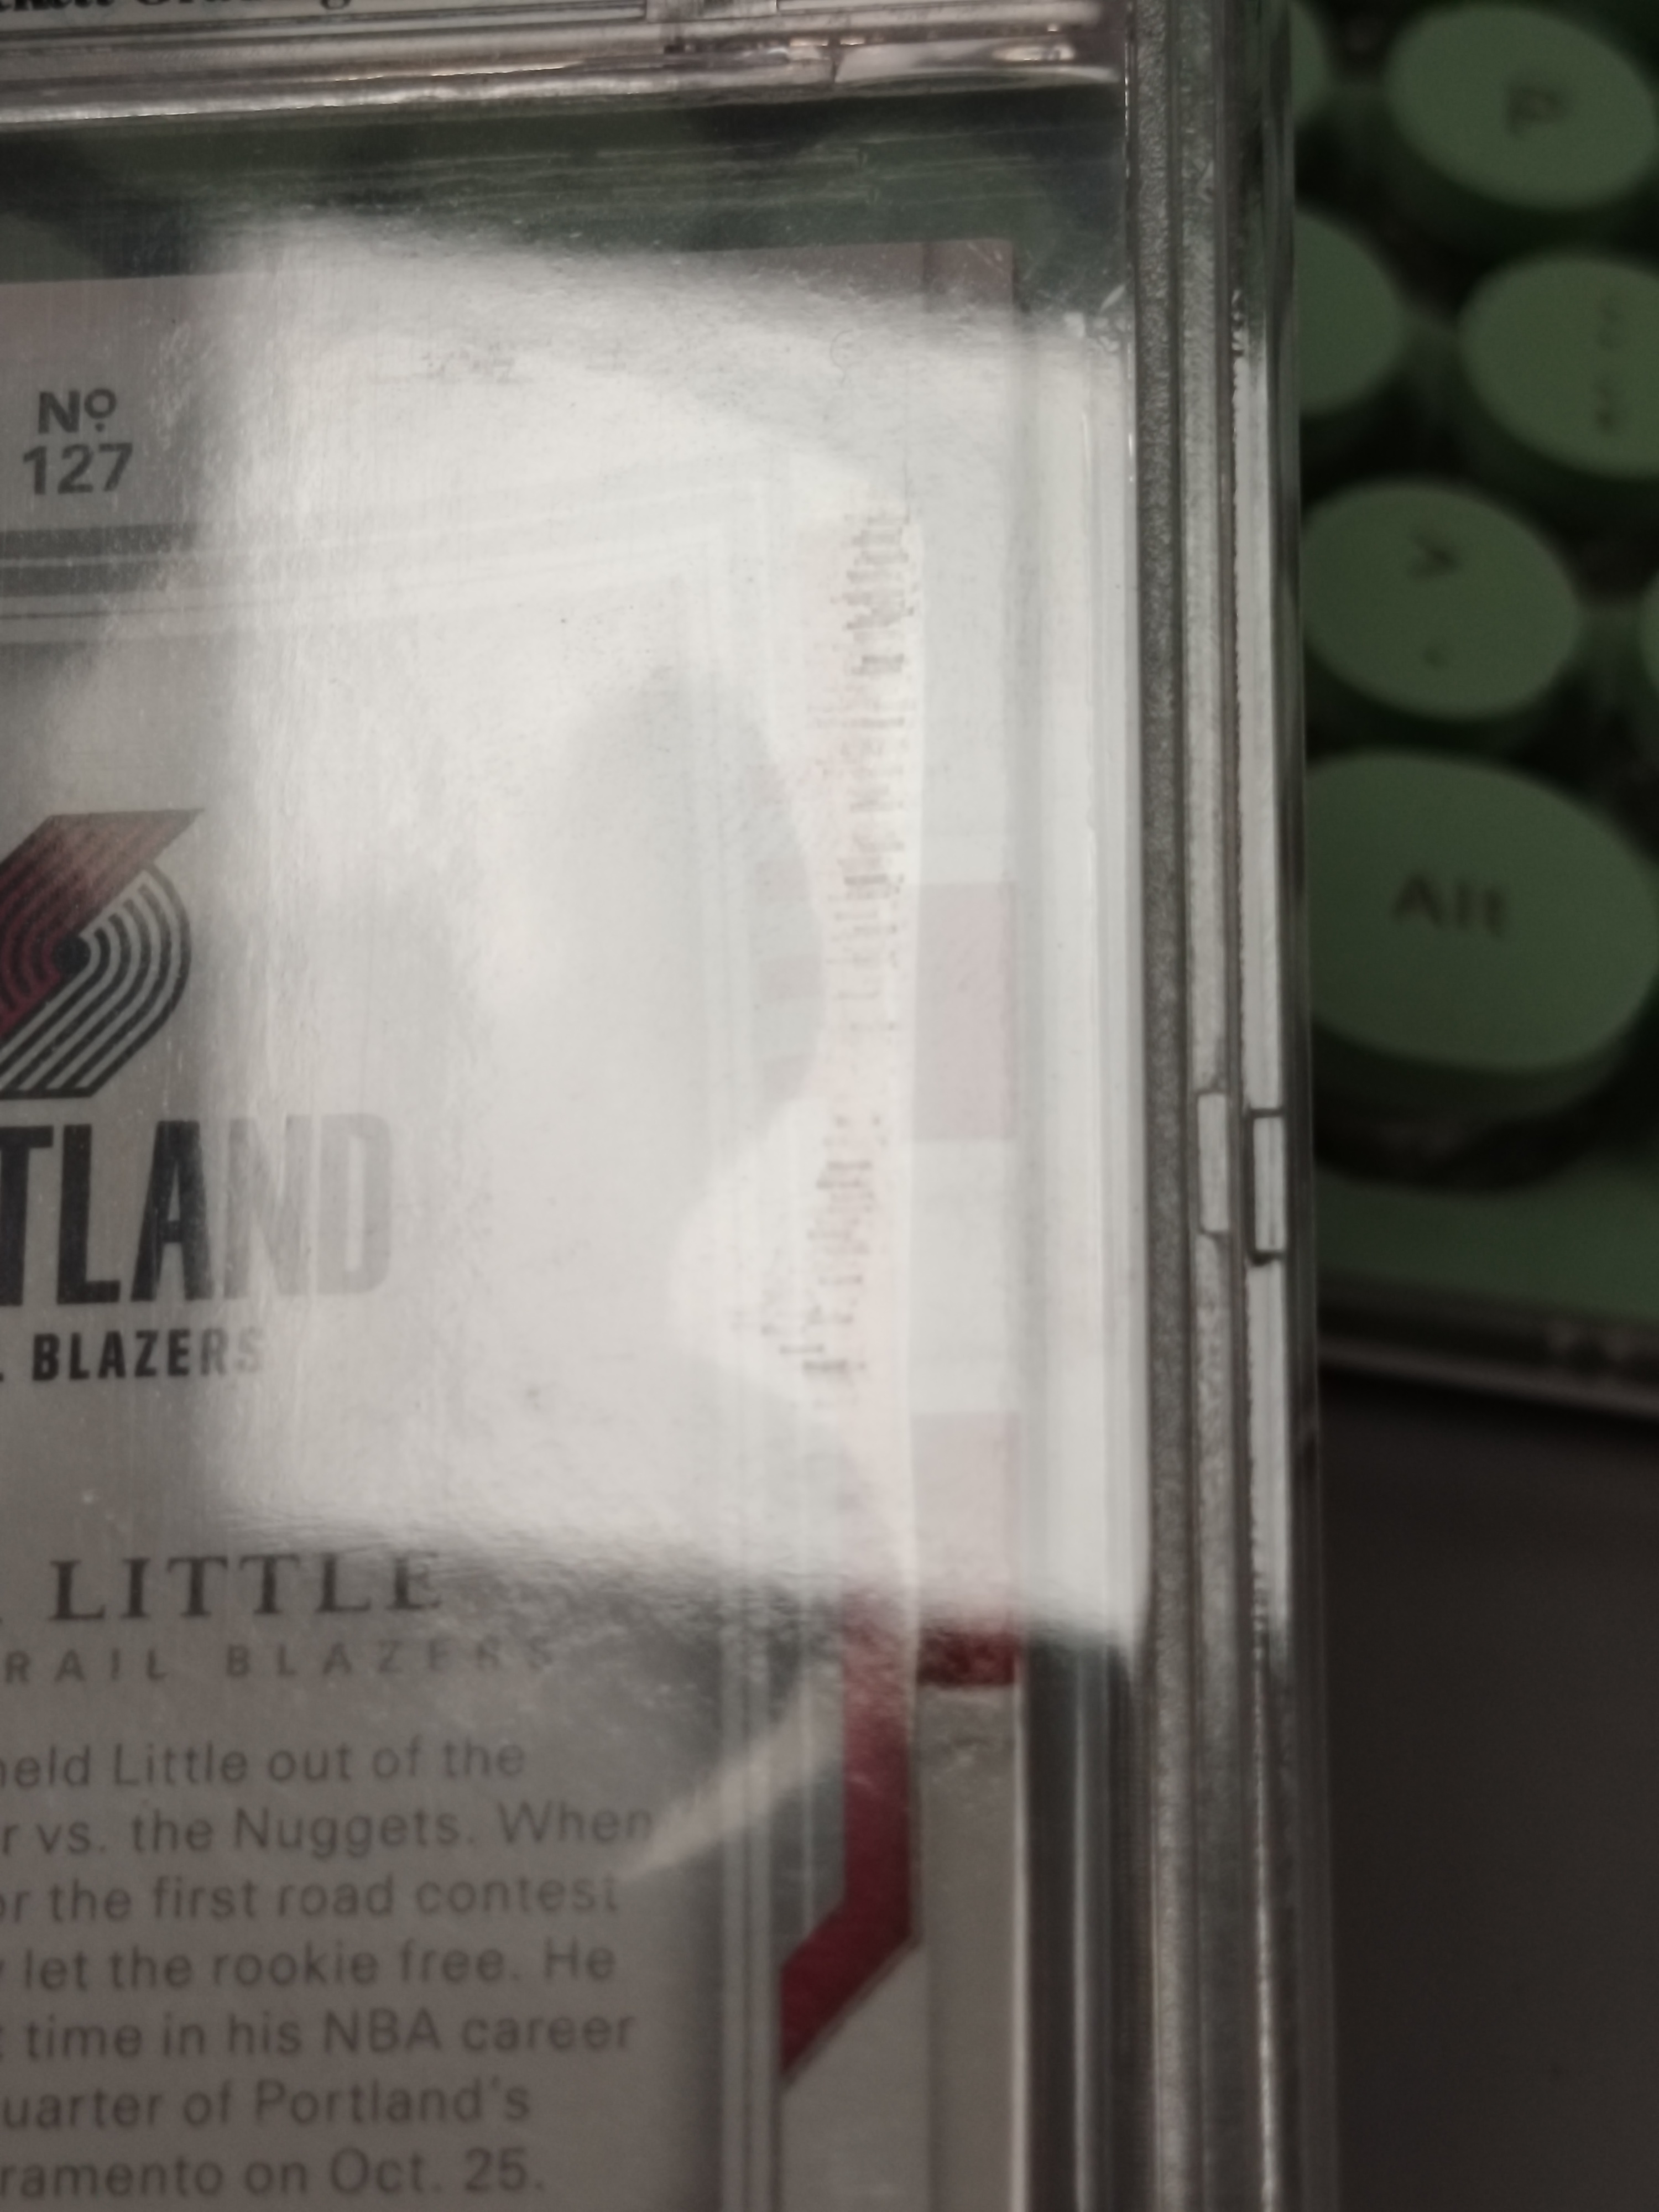 Nº
127
TLAND
BLAZERS
LITTLE
RAIL BLAZERS
held Little out of the
r vs. the Nuggets. When
or the first road contest
y let the rookie free. He
time in his NBA career
uarter of Portland's
ramento on Oct. 25.
P
>
Alt